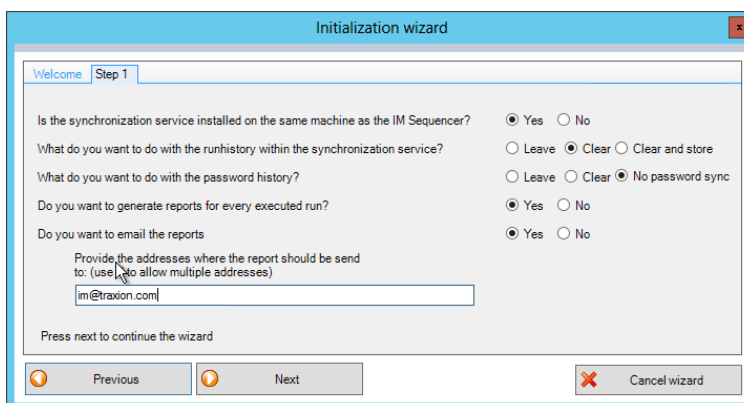 Initialization wizard
x
Welcome Step 1
Is the synchronization service installed on the same machine as the IM Sequencer? Yes No
What do you want to do with the runhistory within the synchronization service? Leave Clear Clear and store
What do you want to do with the password history? Leave Clear No password sync
Do you want to generate reports for every executed run? Yes No
Do you want to email the reports Yes No
Provide the addresses where the report should be send
to: (use to allow multiple addresses)
im@traxion.com
Press next to continue the wizard
Previous Next Cancel wizard